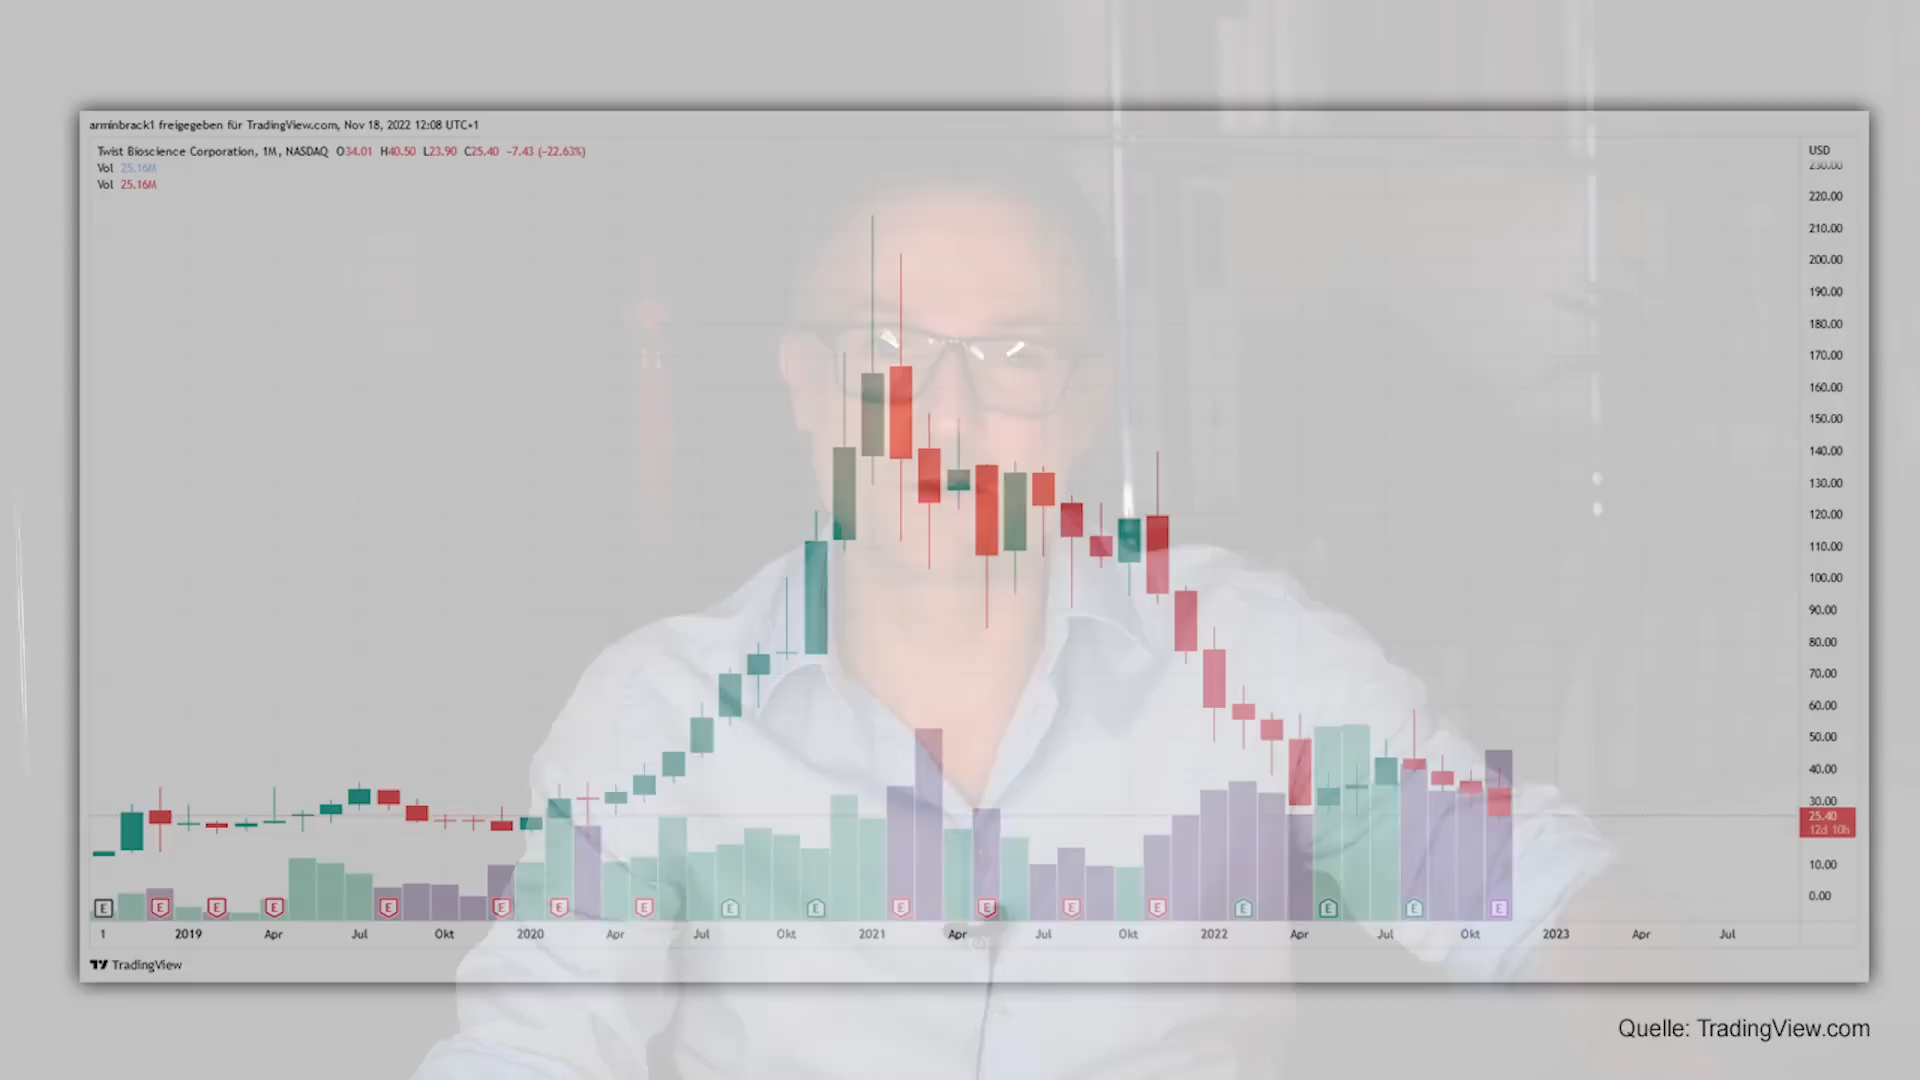 arminbrack1 freigegeben für TradingView.com, Nov 18, 2022 12:08 UTC+1
Twist Bioscience Corporation, 1M, NASDAQ O34.01 H40.50 L23.90 C25.40 −7.43 (−22.63%)
Vol 25.16M
Vol 25.16M
USD
230.00
220.00
210.00
200.00
190.00
180.00
170.00
160.00
150.00
140.00
130.00
120.00
110.00
100.00
90.00
80.00
70.00
60.00
50.00
40.00
30.00
25.40
12d 10h
10.00
0.00
E E E E E E E E E E E E E E E E E E
1 2019 Apr Jul Okt 2020 Apr Jul Okt 2021 Apr Jul Okt 2022 Apr Jul Okt 2023 Apr Jul
TradingView
Quelle: TradingView.com